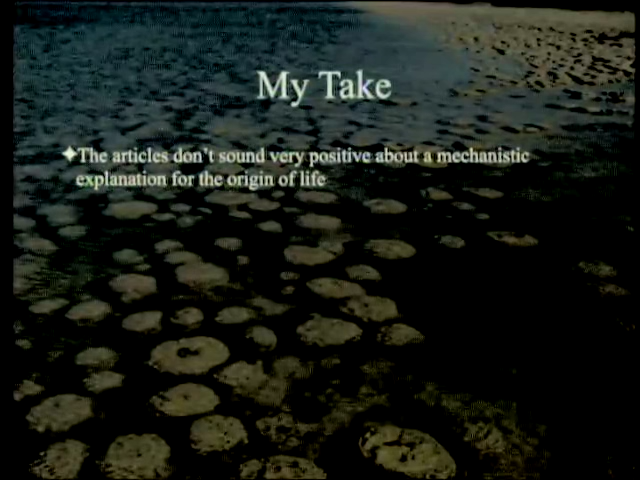 My Take
✦The articles don't sound very positive about a mechanistic
explanation for the origin of life